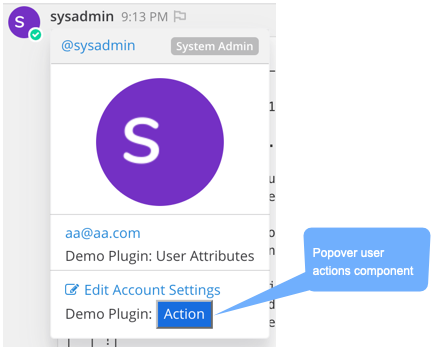 S
sysadmin 9:13 PM
@sysadmin System Admin
S
aa@aa.com
Demo Plugin: User Attributes
Edit Account Settings
Demo Plugin: Action
Popover user
actions component